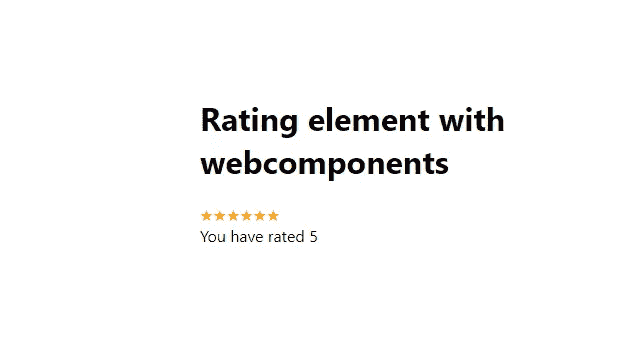 Rating element with
webcomponents
★★★★★★
You have rated 5